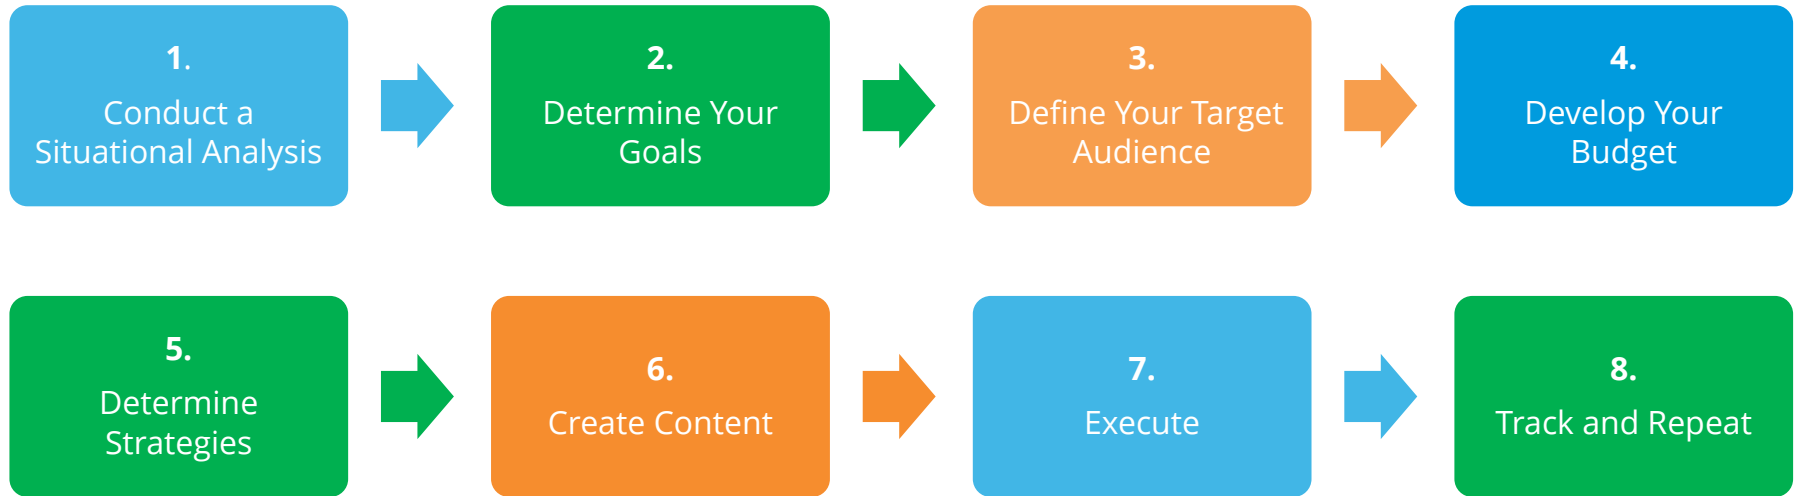 1.
Conduct a
Situational Analysis
2.
Determine Your
Goals
3.
Define Your Target
Audience
4.
Develop Your
Budget
5.
Determine
Strategies
6.
Create Content
7.
Execute
8.
Track and Repeat